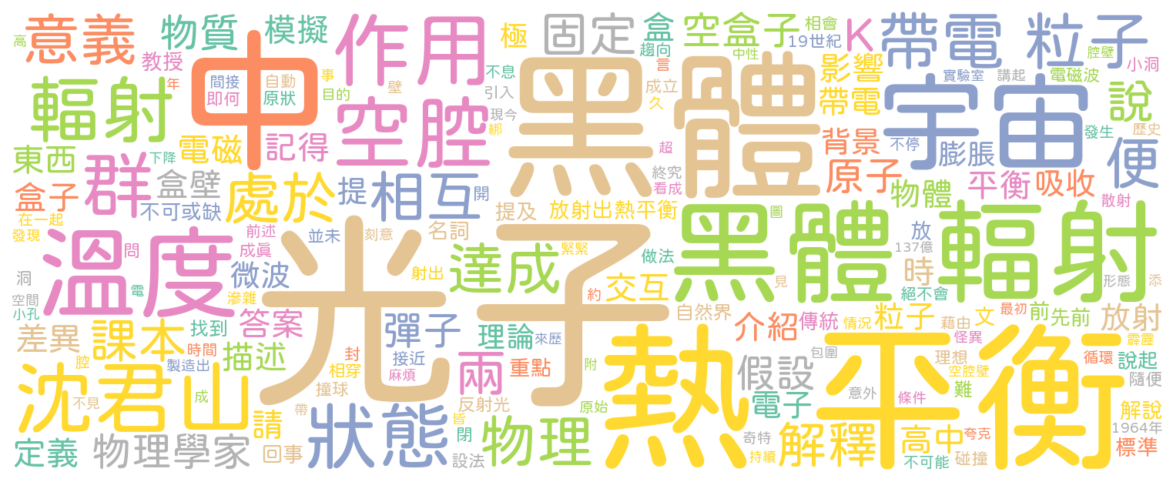 高
意義
物質
模擬
作用
極
固定
盒
空盒子
相會
19世紀
K
帶電
粒子
腔壁
小洞
教授
年
中
間接
即何
自動
原狀
事
目的
壁
不息
引入
趨向
言
成立
久
中性
影響
帶電
實驗室
講起
電磁波
輻射
空腔
現今
綁
黑體
宇宙
說
發生
歷史
東西
下降
電磁
記得
超
背景
不停
膨脹
便
群
盒壁
處於
提
相互
開
終究
看成
原子
物體
平衡
吸收
散射
盒子
不可或缺
提及
放射出熱平衡
在一起
發現
前述
成員
並未
刻意
名詞
緊緊
做法
圖
放
137億
黑體輻射
溫度
問
光子
射出
達成
約
交互
見
時
絕不會
形態
添
洞
空間
小孔
電
微波
滲雜
自然界
差異
課本
找到
時間
製造出
答案
描述
彈子
接近
麻煩
理論
來歷
介紹
傳統
情況
粒子
藉由
文
怪異
最初
前
先前
放射
霹靂
腔
封
相穿
撞球
兩
重點
附
熱平衡
假設
包圍
理想
空腔壁
循環
說起
隨便
沈君山
不見
成
帶
請
狀態
反射光
原始
皆
閉
電子
意外
條件
難
解說
1964年
定義
物理學家
回事
設法
物理
奇特
持續
解釋
高中
夸克
不可能
碰撞
標準